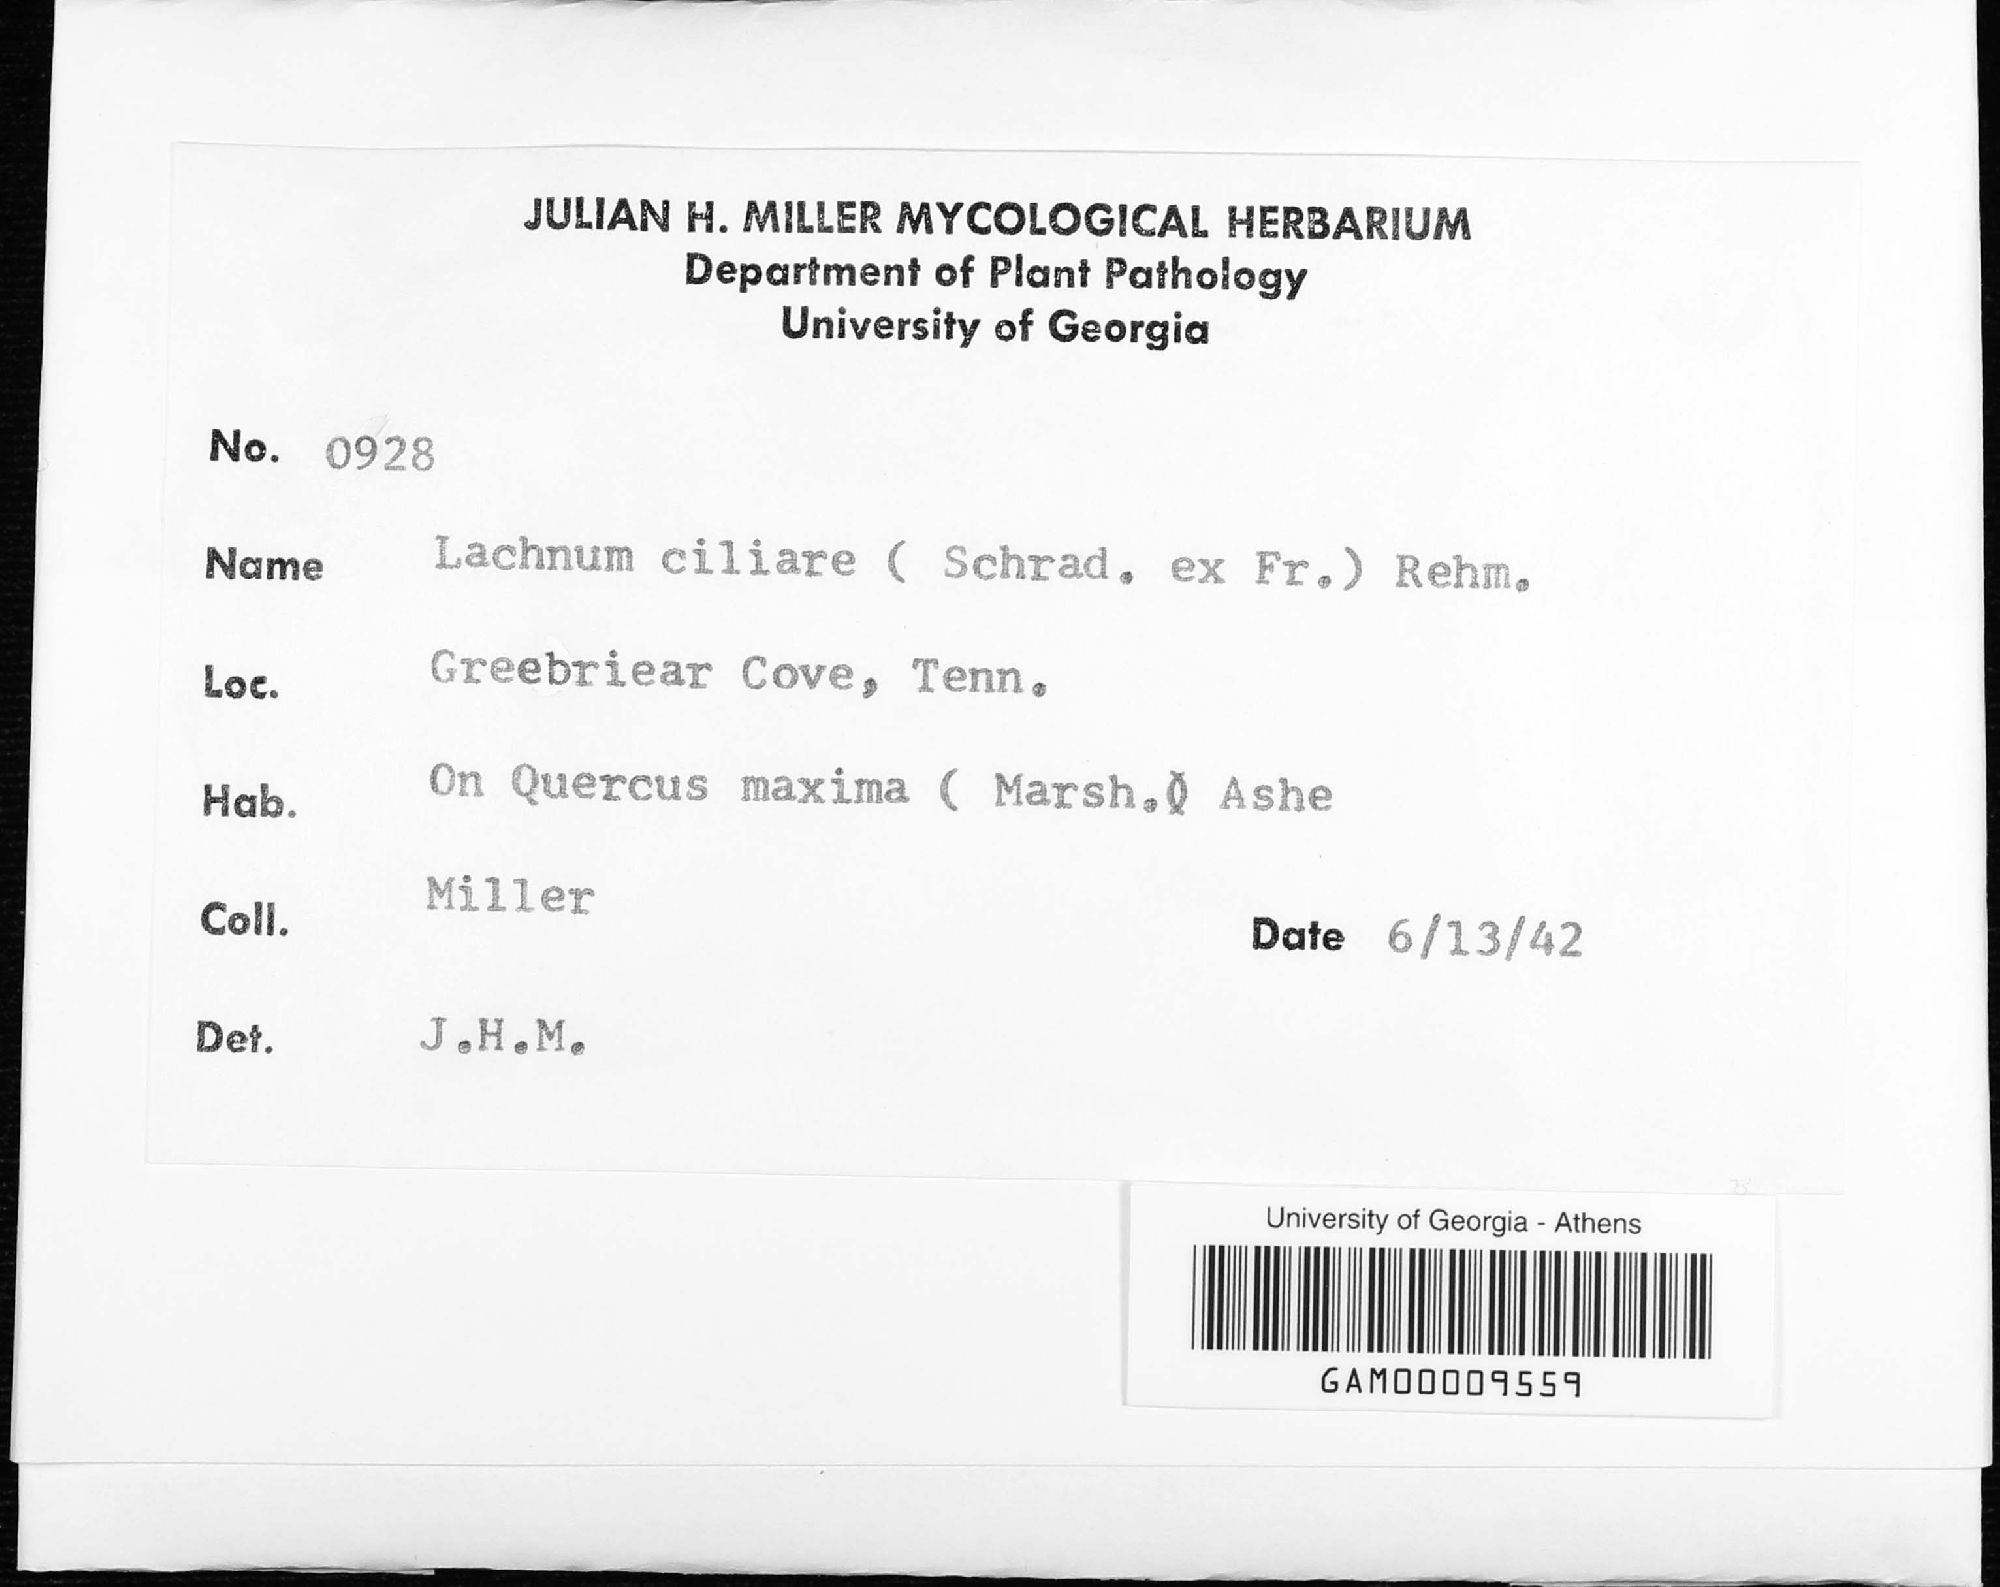 JULIAN H. MILLER MYCOLOGICAL HERBARIUM
Department of Plant Pathology
University of Georgia
No. 0928
Name Lachnum ciliare ( Schrad. ex Fr.) Rehm.
Loc. Greebriear Cove, Tenn.
Hab. On Quercus maxima ( Marsh.) Ashe
Coll. Miller
Date 6/13/42
Det. J.H.M.
University of Georgia - Athens
GAM00009559